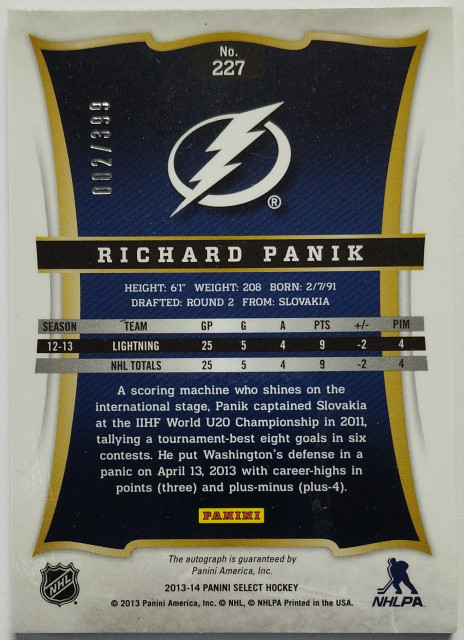 No.
227
002/399
®
RICHARD PANIK
HEIGHT: 6'1" WEIGHT: 208 BORN: 2/7/91
DRAFTED: ROUND 2 FROM: SLOVAKIA
SEASON TEAM GP G A PTS +/- PIM
12-13 LIGHTNING 25 5 4 9 -2 4
NHL TOTALS 25 5 4 9 -2 4
A scoring machine who shines on the
international stage, Panik captained Slovakia
at the IIHF World U20 Championship in 2011,
tallying a tournament-best eight goals in six
contests. He put Washington's defense in a
panic on April 13, 2013 with career-highs in
points (three) and plus-minus (plus-4).
PANINI
The autograph is guaranteed by
Panini America, Inc.
2013-14 PANINI SELECT HOCKEY
© 2013 Panini America, Inc. © NHL, © NHLPA Printed in the USA.
NHL
NHLPA